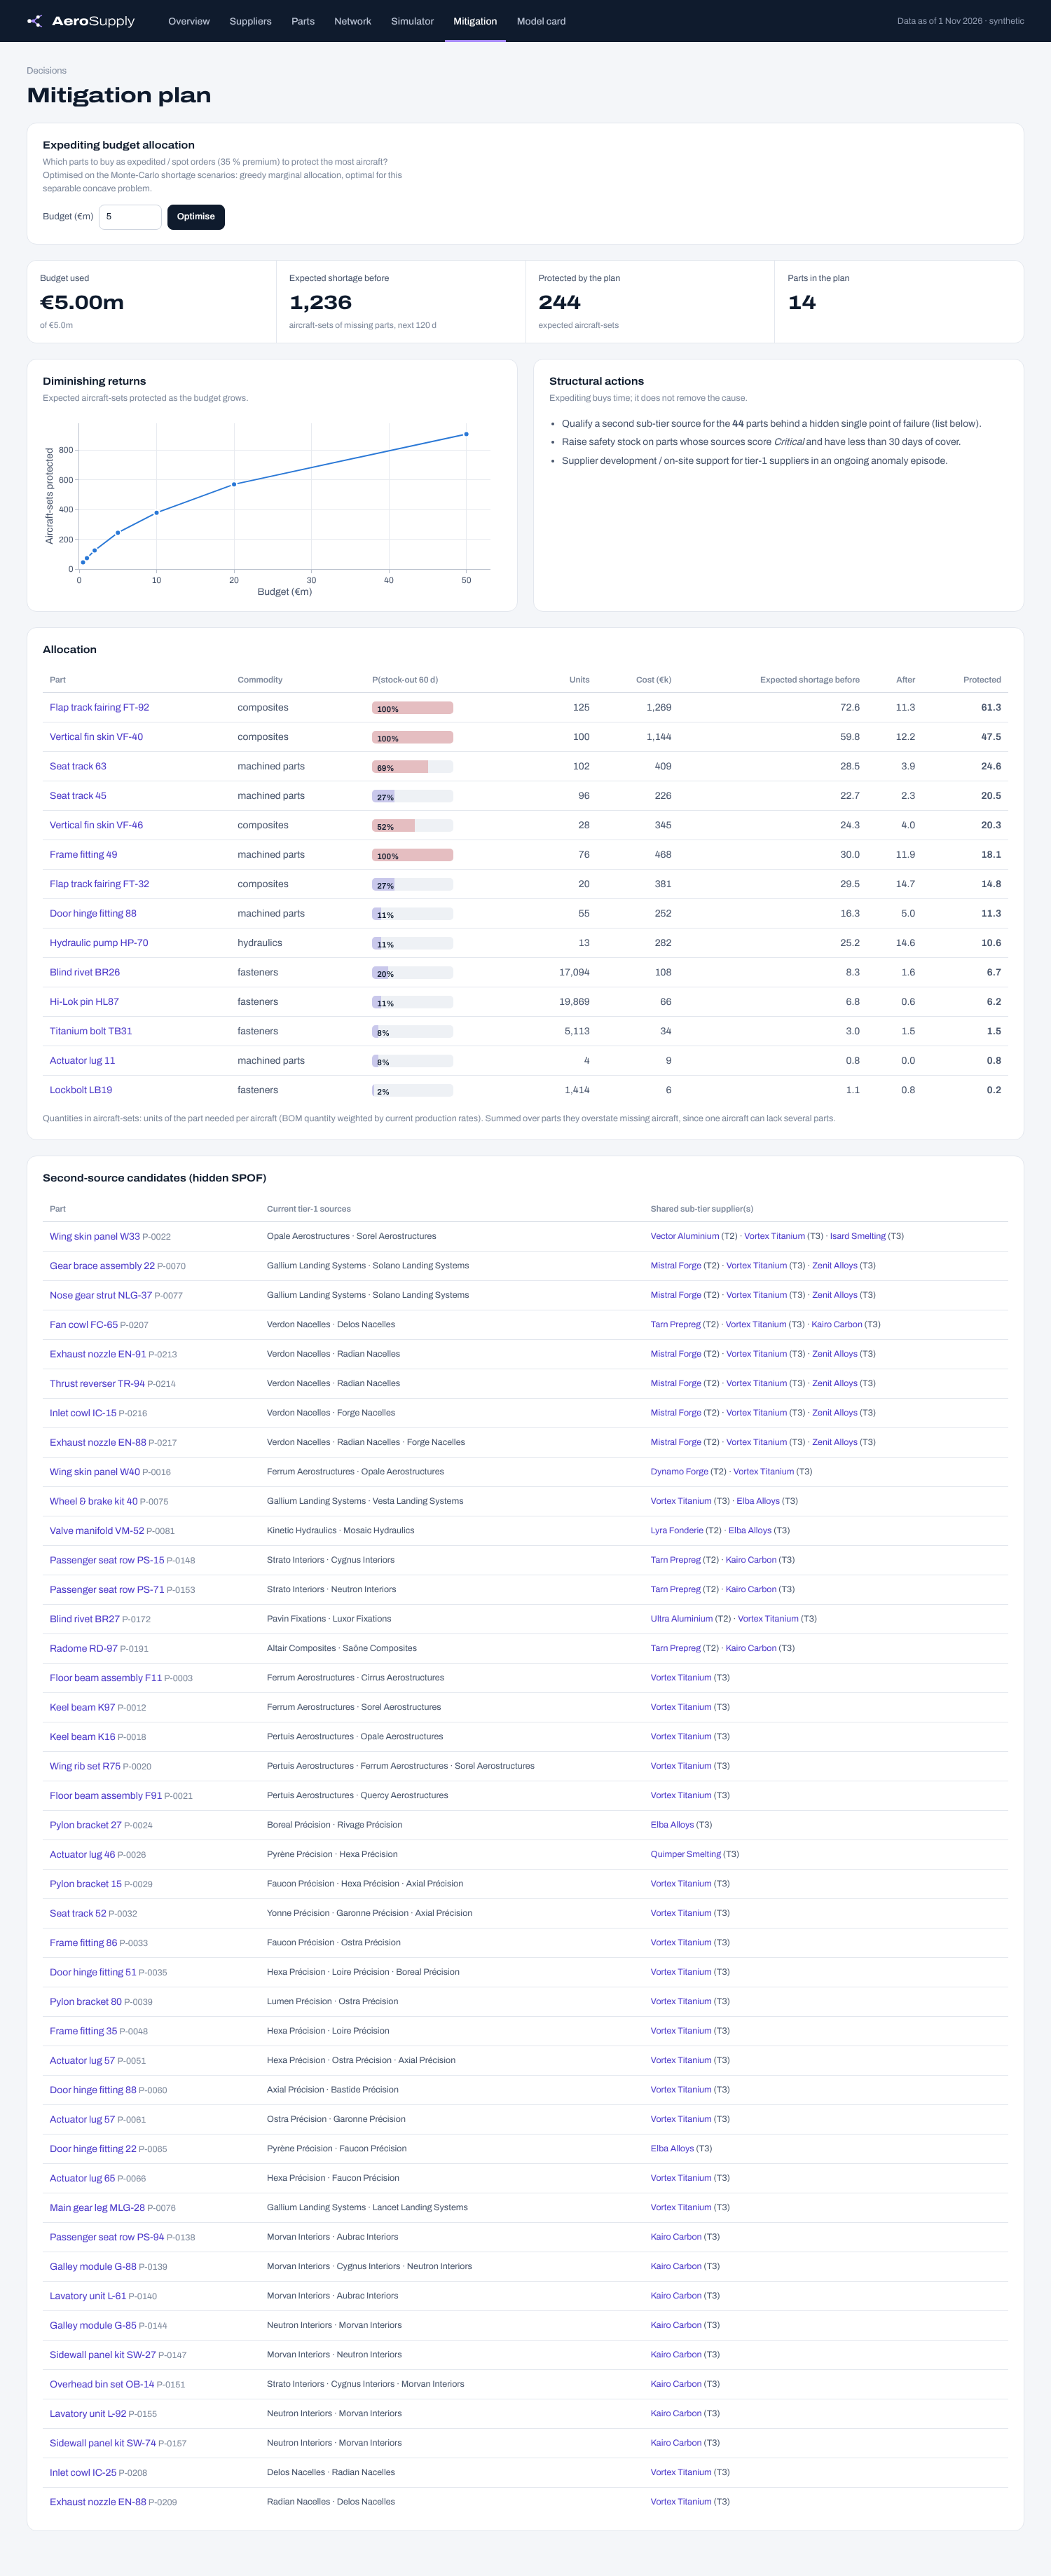 AeroSupply Overview Suppliers Parts Network Simulator Mitigation Model card Data as of 1 Nov 2026 · synthetic
Decisions
Mitigation plan
Expediting budget allocation
Which parts to buy as expedited / spot orders (35 % premium) to protect the most aircraft?
Optimised on the Monte-Carlo shortage scenarios: greedy marginal allocation, optimal for this
separable concave problem.
Budget (€m) 5 Optimise
Budget used
€5.00m
of €5.0m
Expected shortage before
1,236
aircraft-sets of missing parts, next 120 d
Protected by the plan
244
expected aircraft-sets
Parts in the plan
14
Diminishing returns
Expected aircraft-sets protected as the budget grows.
Aircraft-sets protected
800
600
400
200
0
0 10 20 30 40 50
Budget (€m)
Structural actions
Expediting buys time; it does not remove the cause.
• Qualify a second sub-tier source for the 44 parts behind a hidden single point of failure (list below).
• Raise safety stock on parts whose sources score Critical and have less than 30 days of cover.
• Supplier development / on-site support for tier-1 suppliers in an ongoing anomaly episode.
Allocation
Part Commodity P(stock-out 60 d) Units Cost (€k) Expected shortage before After Protected
Flap track fairing FT-92 composites 100% 125 1,269 72.6 11.3 61.3
Vertical fin skin VF-40 composites 100% 100 1,144 59.8 12.2 47.5
Seat track 63 machined parts 69% 102 409 28.5 3.9 24.6
Seat track 45 machined parts 27% 96 226 22.7 2.3 20.5
Vertical fin skin VF-46 composites 52% 28 345 24.3 4.0 20.3
Frame fitting 49 machined parts 100% 76 468 30.0 11.9 18.1
Flap track fairing FT-32 composites 27% 20 381 29.5 14.7 14.8
Door hinge fitting 88 machined parts 11% 55 252 16.3 5.0 11.3
Hydraulic pump HP-70 hydraulics 11% 13 282 25.2 14.6 10.6
Blind rivet BR26 fasteners 20% 17,094 108 8.3 1.6 6.7
Hi-Lok pin HL87 fasteners 11% 19,869 66 6.8 0.6 6.2
Titanium bolt TB31 fasteners 8% 5,113 34 3.0 1.5 1.5
Actuator lug 11 machined parts 8% 4 9 0.8 0.0 0.8
Lockbolt LB19 fasteners 2% 1,414 6 1.1 0.8 0.2
Quantities in aircraft-sets: units of the part needed per aircraft (BOM quantity weighted by current production rates). Summed over parts they overstate missing aircraft, since one aircraft can lack several parts.
Second-source candidates (hidden SPOF)
Part Current tier-1 sources Shared sub-tier supplier(s)
Wing skin panel W33 P-0022 Opale Aerostructures · Sorel Aerostructures Vector Aluminium (T2) · Vortex Titanium (T3) · Isard Smelting (T3)
Gear brace assembly 22 P-0070 Gallium Landing Systems · Solano Landing Systems Mistral Forge (T2) · Vortex Titanium (T3) · Zenit Alloys (T3)
Nose gear strut NLG-37 P-0077 Gallium Landing Systems · Solano Landing Systems Mistral Forge (T2) · Vortex Titanium (T3) · Zenit Alloys (T3)
Fan cowl FC-65 P-0207 Verdon Nacelles · Delos Nacelles Tarn Prepreg (T2) · Vortex Titanium (T3) · Kairo Carbon (T3)
Exhaust nozzle EN-91 P-0213 Verdon Nacelles · Radian Nacelles Mistral Forge (T2) · Vortex Titanium (T3) · Zenit Alloys (T3)
Thrust reverser TR-94 P-0214 Verdon Nacelles · Radian Nacelles Mistral Forge (T2) · Vortex Titanium (T3) · Zenit Alloys (T3)
Inlet cowl IC-15 P-0216 Verdon Nacelles · Forge Nacelles Mistral Forge (T2) · Vortex Titanium (T3) · Zenit Alloys (T3)
Exhaust nozzle EN-88 P-0217 Verdon Nacelles · Radian Nacelles · Forge Nacelles Mistral Forge (T2) · Vortex Titanium (T3) · Zenit Alloys (T3)
Wing skin panel W40 P-0016 Ferrum Aerostructures · Opale Aerostructures Dynamo Forge (T2) · Vortex Titanium (T3)
Wheel & brake kit 40 P-0075 Gallium Landing Systems · Vesta Landing Systems Vortex Titanium (T3) · Elba Alloys (T3)
Valve manifold VM-52 P-0081 Kinetic Hydraulics · Mosaic Hydraulics Lyra Fonderie (T2) · Elba Alloys (T3)
Passenger seat row PS-15 P-0148 Strato Interiors · Cygnus Interiors Tarn Prepreg (T2) · Kairo Carbon (T3)
Passenger seat row PS-71 P-0153 Strato Interiors · Neutron Interiors Tarn Prepreg (T2) · Kairo Carbon (T3)
Blind rivet BR27 P-0172 Pavin Fixations · Luxor Fixations Ultra Aluminium (T2) · Vortex Titanium (T3)
Radome RD-97 P-0191 Altair Composites · Saône Composites Tarn Prepreg (T2) · Kairo Carbon (T3)
Floor beam assembly F11 P-0003 Ferrum Aerostructures · Cirrus Aerostructures Vortex Titanium (T3)
Keel beam K97 P-0012 Ferrum Aerostructures · Sorel Aerostructures Vortex Titanium (T3)
Keel beam K16 P-0018 Pertuis Aerostructures · Opale Aerostructures Vortex Titanium (T3)
Wing rib set R75 P-0020 Pertuis Aerostructures · Ferrum Aerostructures · Sorel Aerostructures Vortex Titanium (T3)
Floor beam assembly F91 P-0021 Pertuis Aerostructures · Quercy Aerostructures Vortex Titanium (T3)
Pylon bracket 27 P-0024 Boreal Précision · Rivage Précision Elba Alloys (T3)
Actuator lug 46 P-0026 Pyrène Précision · Hexa Précision Quimper Smelting (T3)
Pylon bracket 15 P-0029 Faucon Précision · Hexa Précision · Axial Précision Vortex Titanium (T3)
Seat track 52 P-0032 Yonne Précision · Garonne Précision · Axial Précision Vortex Titanium (T3)
Frame fitting 86 P-0033 Faucon Précision · Ostra Précision Vortex Titanium (T3)
Door hinge fitting 51 P-0035 Hexa Précision · Loire Précision · Boreal Précision Vortex Titanium (T3)
Pylon bracket 80 P-0039 Lumen Précision · Ostra Précision Vortex Titanium (T3)
Frame fitting 35 P-0048 Hexa Précision · Loire Précision Vortex Titanium (T3)
Actuator lug 57 P-0051 Hexa Précision · Ostra Précision · Axial Précision Vortex Titanium (T3)
Door hinge fitting 88 P-0060 Axial Précision · Bastide Précision Vortex Titanium (T3)
Actuator lug 57 P-0061 Ostra Précision · Garonne Précision Vortex Titanium (T3)
Door hinge fitting 22 P-0065 Pyrène Précision · Faucon Précision Elba Alloys (T3)
Actuator lug 65 P-0066 Hexa Précision · Faucon Précision Vortex Titanium (T3)
Main gear leg MLG-28 P-0076 Gallium Landing Systems · Lancet Landing Systems Vortex Titanium (T3)
Passenger seat row PS-94 P-0138 Morvan Interiors · Aubrac Interiors Kairo Carbon (T3)
Galley module G-88 P-0139 Morvan Interiors · Cygnus Interiors · Neutron Interiors Kairo Carbon (T3)
Lavatory unit L-61 P-0140 Morvan Interiors · Aubrac Interiors Kairo Carbon (T3)
Galley module G-85 P-0144 Neutron Interiors · Morvan Interiors Kairo Carbon (T3)
Sidewall panel kit SW-27 P-0147 Morvan Interiors · Neutron Interiors Kairo Carbon (T3)
Overhead bin set OB-14 P-0151 Strato Interiors · Cygnus Interiors · Morvan Interiors Kairo Carbon (T3)
Lavatory unit L-92 P-0155 Neutron Interiors · Morvan Interiors Kairo Carbon (T3)
Sidewall panel kit SW-74 P-0157 Neutron Interiors · Morvan Interiors Kairo Carbon (T3)
Inlet cowl IC-25 P-0208 Delos Nacelles · Radian Nacelles Vortex Titanium (T3)
Exhaust nozzle EN-88 P-0209 Radian Nacelles · Delos Nacelles Vortex Titanium (T3)